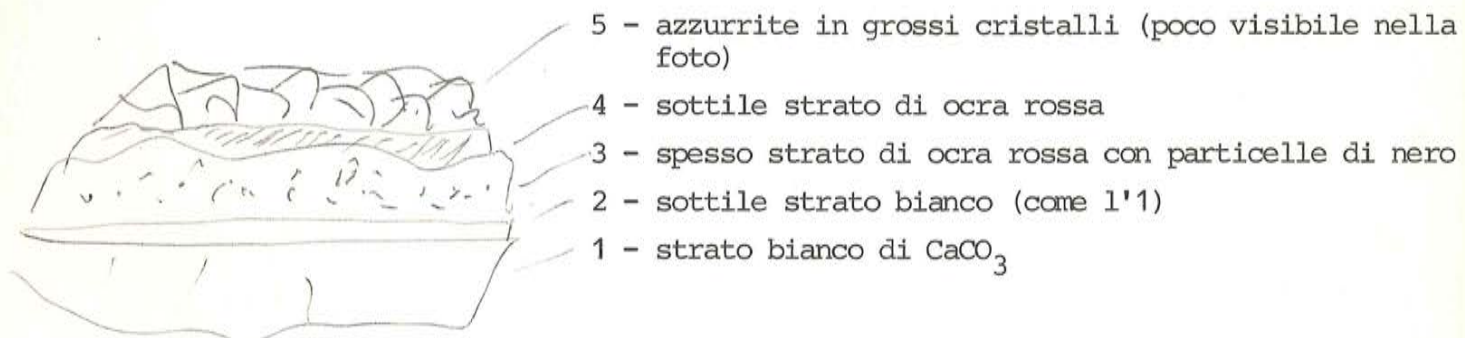 5 - azzurrite in grossi cristalli (poco visibile nella
foto)
4 - sottile strato di ocra rossa
3 - spesso strato di ocra rossa con particelle di nero
2 - sottile strato bianco (come l'1)
1 - strato bianco di CaCO₃